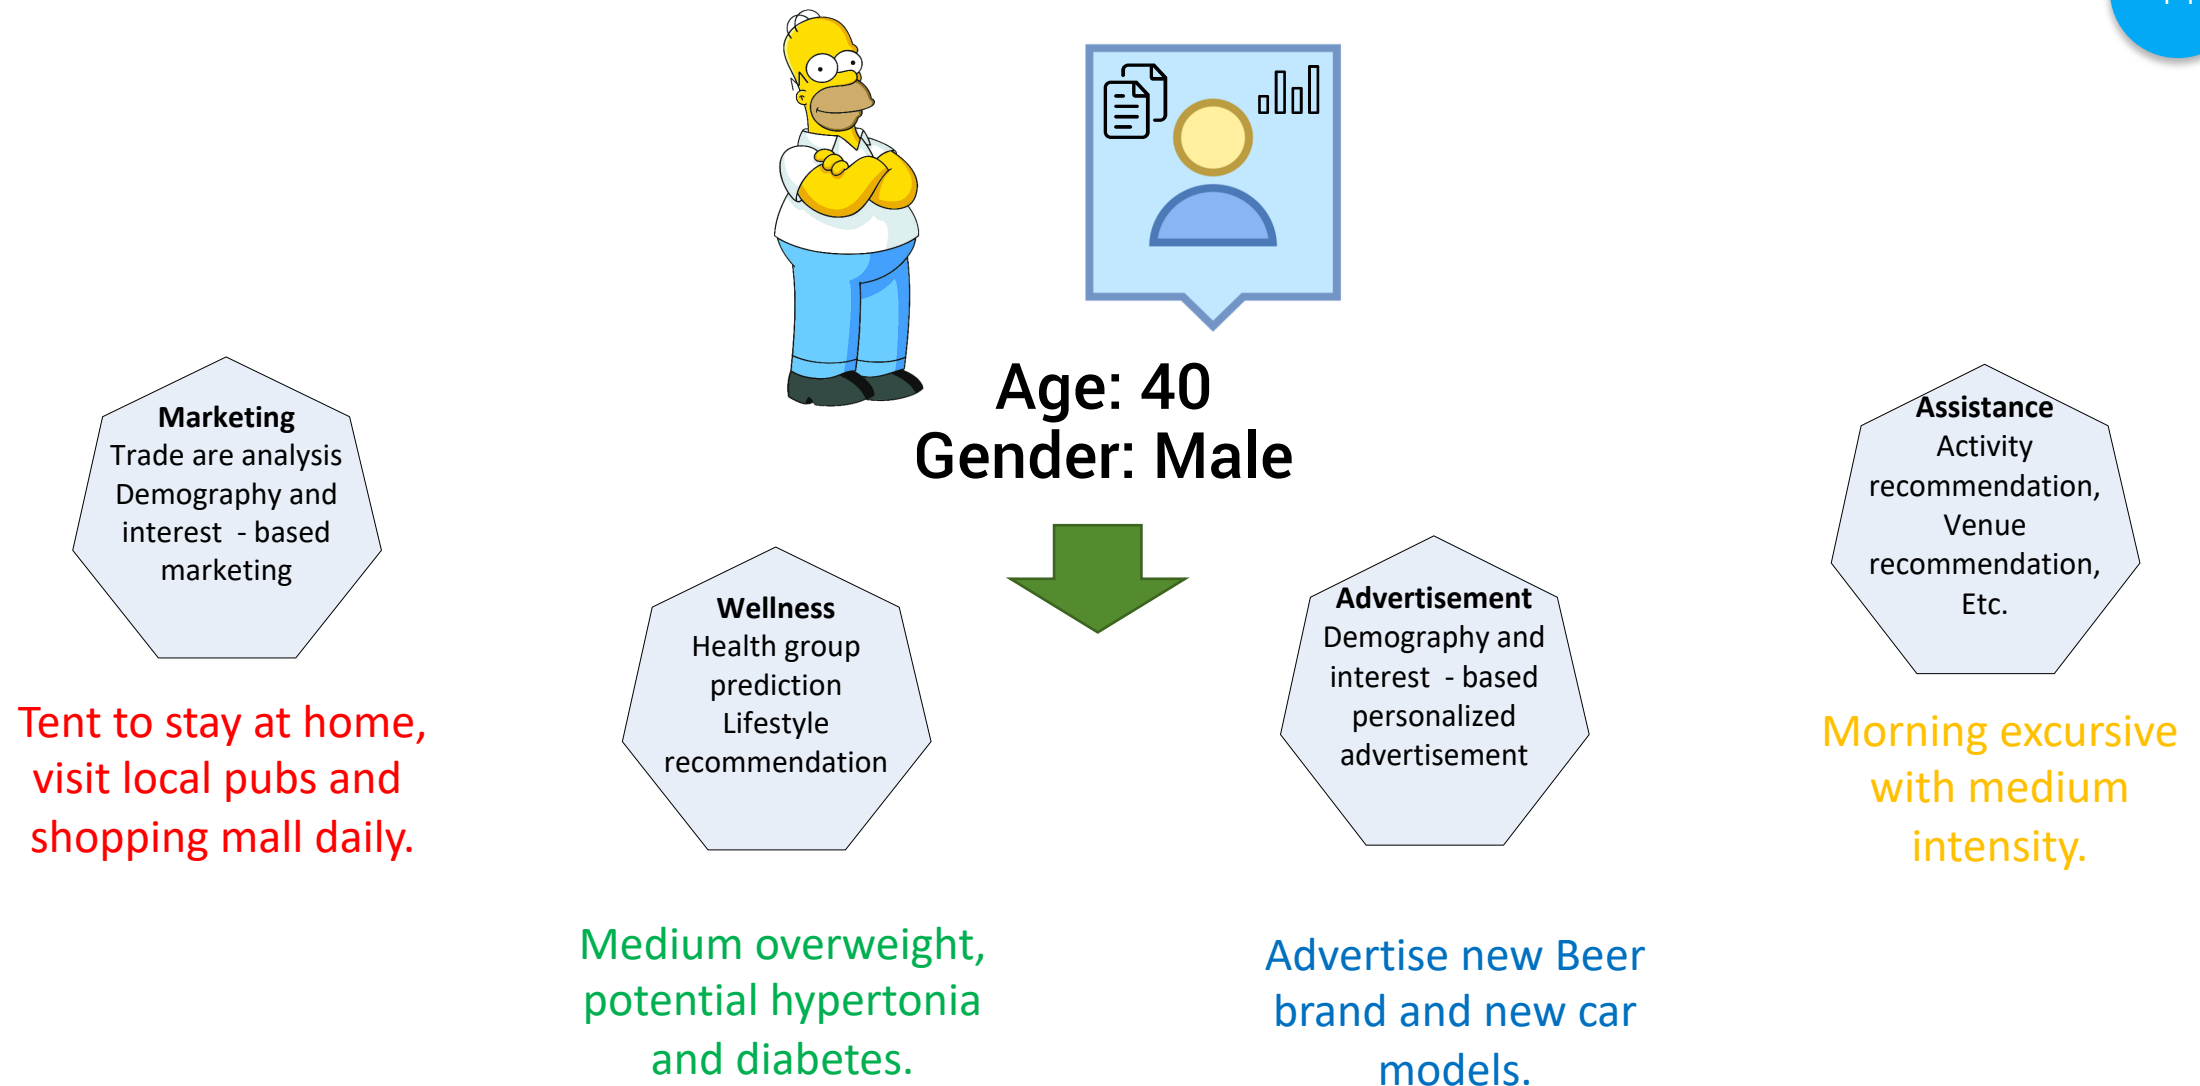 Age: 40
Gender: Male
Marketing
Trade are analysis
Demography and
interest - based
marketing
Tent to stay at home,
visit local pubs and
shopping mall daily.
Wellness
Health group
prediction
Lifestyle
recommendation
Medium overweight,
potential hypertonia
and diabetes.
Advertisement
Demography and
interest - based
personalized
advertisement
Advertise new Beer
brand and new car
models.
Assistance
Activity
recommendation,
Venue
recommendation,
Etc.
Morning excursive
with medium
intensity.